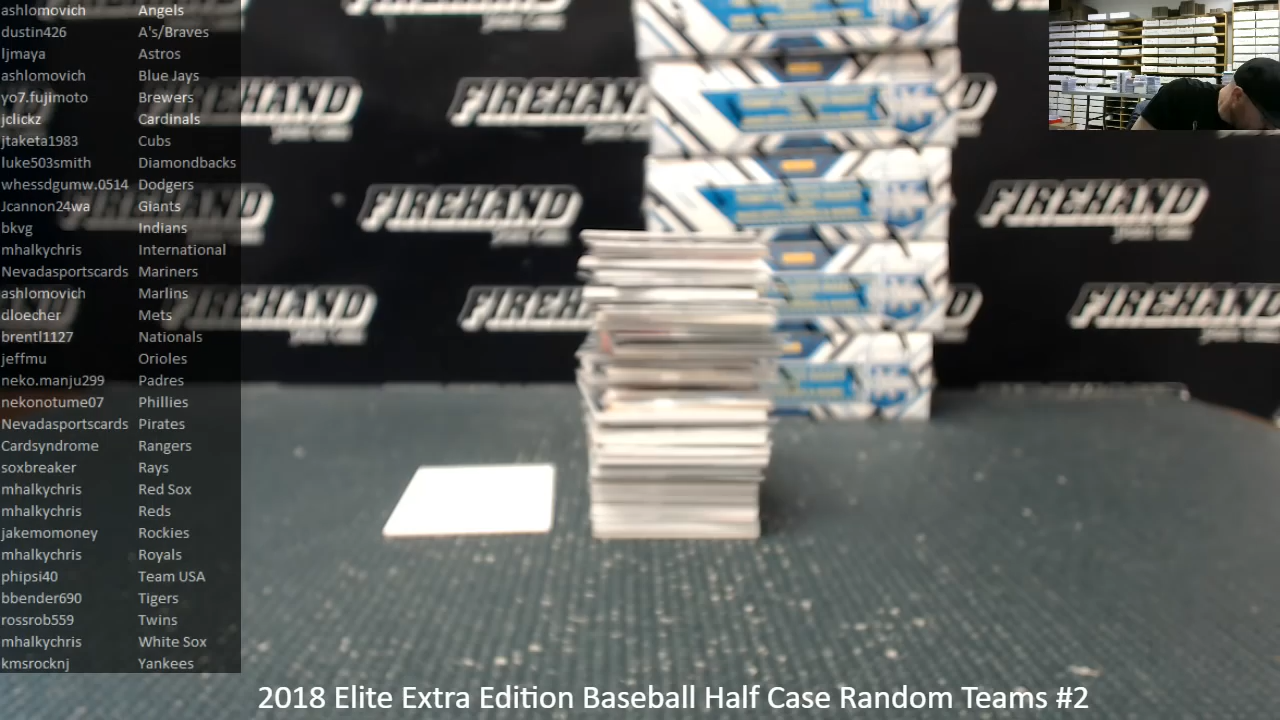 ashlomovich Angels
dustin426 A's/Braves
ljmaya Astros
ashlomovich Blue Jays
yo7.fujimoto Brewers
jclickz Cardinals
jtaketa1983 Cubs
luke503smith Diamondbacks
whessdgumw.0514 Dodgers
Jcannon24wa Giants
bkvg Indians
mhalkychris International
Nevadasportscards Mariners
ashlomovich Marlins
dloecher Mets
brentl1127 Nationals
jeffmu Orioles
neko.manju299 Padres
nekonotume07 Phillies
Nevadasportscards Pirates
Cardsyndrome Rangers
soxbreaker Rays
mhalkychris Red Sox
mhalkychris Reds
jakemomoney Rockies
mhalkychris Royals
phipsi40 Team USA
bbender690 Tigers
rossrob559 Twins
mhalkychris White Sox
kmsrocknj Yankees
FIREHAND
FIREHAND
FIREHAND
FIREHAND
FIREHAND
FIREHAND
2018 Elite Extra Edition Baseball Half Case Random Teams #2